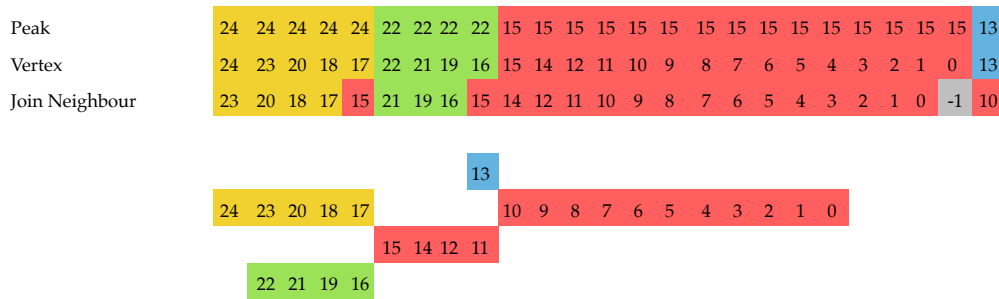 Peak 24 24 24 24 24 22 22 22 22 15 15 15 15 15 15 15 15 15 15 15 15 15 15 15 13
Vertex 24 23 20 18 17 22 21 19 16 15 14 12 11 10 9 8 7 6 5 4 3 2 1 0 13
Join Neighbour 23 20 18 17 15 21 19 16 15 14 12 11 10 9 8 7 6 5 4 3 2 1 0 -1 10
13
24 23 20 18 17 10 9 8 7 6 5 4 3 2 1 0
15 14 12 11
22 21 19 16